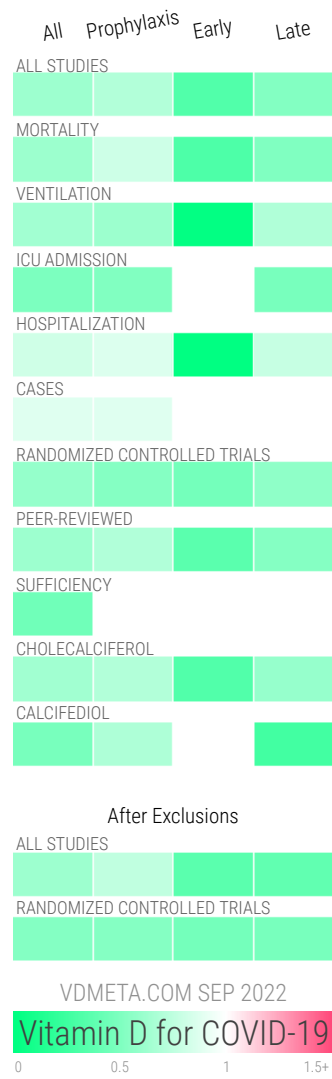 All Prophylaxis Early Late
ALL STUDIES
MORTALITY
VENTILATION
ICU ADMISSION
HOSPITALIZATION
CASES
RANDOMIZED CONTROLLED TRIALS
PEER-REVIEWED
SUFFICIENCY
CHOLECALCIFEROL
CALCIFEDIOL
After Exclusions
ALL STUDIES
RANDOMIZED CONTROLLED TRIALS
VDMETA.COM SEP 2022
Vitamin D for COVID-19
0 0.5 1 1.5+